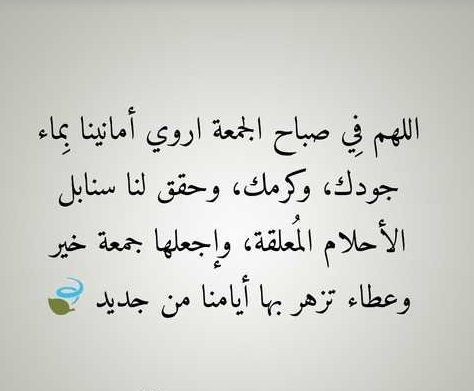 اللهم فِي صباح الجمعة اروي أمانينا بِماء
جودك، وكرمك، وحقق لنا سنابل
الأحلام المُعلقة، وإجعلها جمعة خير
وعطاء تزهر بها أيامنا من جديد